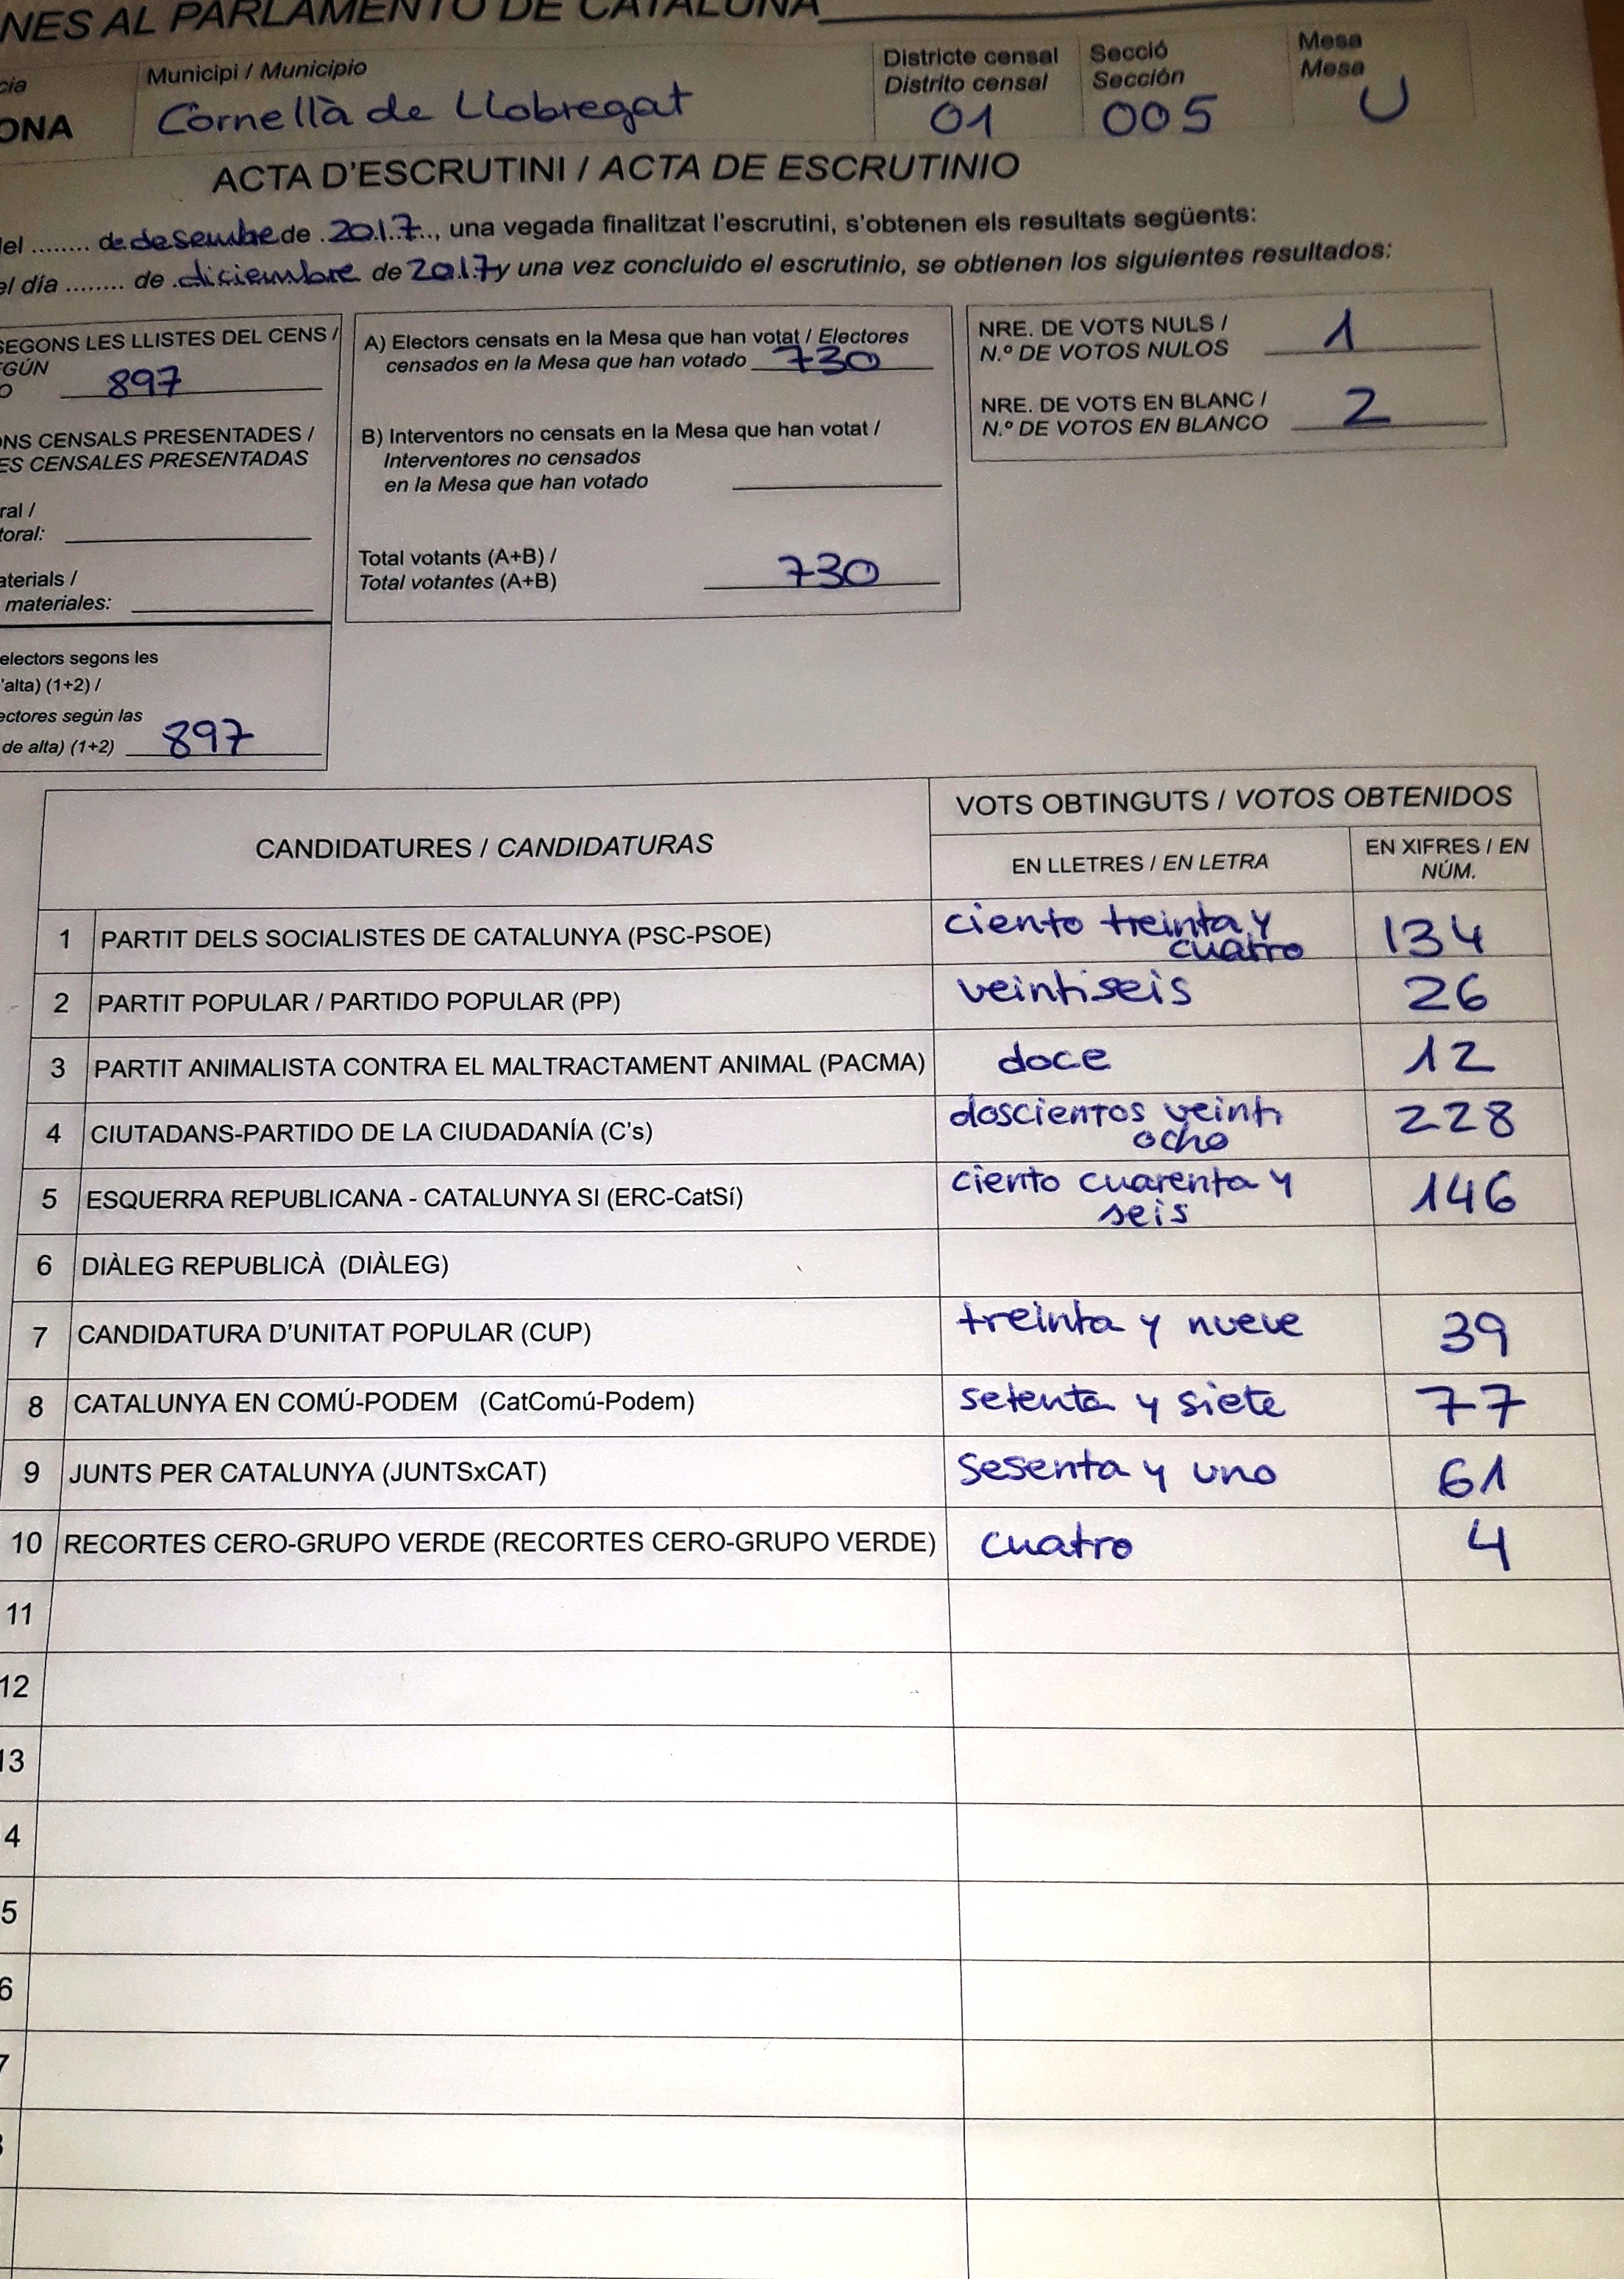 NES AL PARLAMENTO DE CATALUÑA
cia
ONA
Municipi / Municipio
Cornellà de Llobregat
Districte censal
Distrito censal
01
Secció
Sección
005
Mesa
Mesa
U
ACTA D'ESCRUTINI / ACTA DE ESCRUTINIO
del ........ de desembre de 2017, una vegada finalitzat l'escrutini, s'obtenen els resultats següents:
el día ........ de diciembre de 2017 y una vez concluido el escrutinio, se obtienen los siguientes resultados:
SEGONS LES LLISTES DEL CENS /
EGÚN
O 897
ONS CENSALS PRESENTADES /
ES CENSALES PRESENTADAS
ral /
toral:
aterials /
materiales:
electors segons les
'alta) (1+2) /
ectores según las
de alta) (1+2) 897
A) Electors censats en la Mesa que han votat / Electores
censados en la Mesa que han votado 730
B) Interventors no censats en la Mesa que han votat /
Interventores no censados
en la Mesa que han votado
Total votants (A+B) /
Total votantes (A+B) 730
NRE. DE VOTS NULS /
N.º DE VOTOS NULOS 1
NRE. DE VOTS EN BLANC /
N.º DE VOTOS EN BLANCO 2
CANDIDATURES / CANDIDATURAS
VOTS OBTINGUTS / VOTOS OBTENIDOS
EN LLETRES / EN LETRA
EN XIFRES / EN
NÚM.
1 PARTIT DELS SOCIALISTES DE CATALUNYA (PSC-PSOE) ciento treinta y
cuatro 134
2 PARTIT POPULAR / PARTIDO POPULAR (PP) veintiseis 26
3 PARTIT ANIMALISTA CONTRA EL MALTRACTAMENT ANIMAL (PACMA) doce 12
4 CIUTADANS-PARTIDO DE LA CIUDADANÍA (C's) doscientos veinti
ocho 228
5 ESQUERRA REPUBLICANA - CATALUNYA SI (ERC-CatSí) ciento cuarenta y
seis 146
6 DIÀLEG REPUBLICÀ (DIÀLEG)
7 CANDIDATURA D'UNITAT POPULAR (CUP) treinta y nueve 39
8 CATALUNYA EN COMÚ-PODEM (CatComú-Podem) setenta y siete 77
9 JUNTS PER CATALUNYA (JUNTSxCAT) sesenta y uno 61
10 RECORTES CERO-GRUPO VERDE (RECORTES CERO-GRUPO VERDE) cuatro 4
11
12
13
4
5
6
7